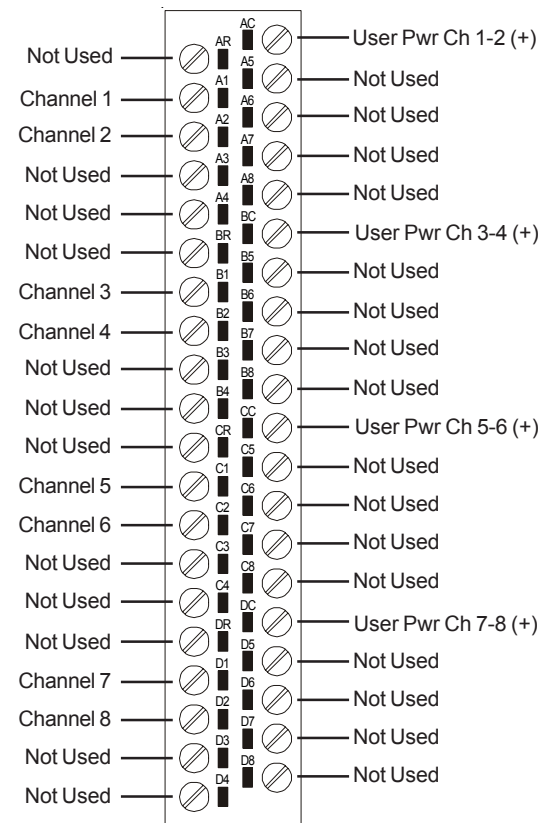 AC User Pwr Ch 1-2 (+)
Not Used AR
A5 Not Used
Channel 1 A1
A6 Not Used
Channel 2 A2
A7 Not Used
Not Used A3
A8 Not Used
Not Used A4
BC User Pwr Ch 3-4 (+)
Not Used BR
B5 Not Used
Channel 3 B1
B6 Not Used
Channel 4 B2
B7 Not Used
Not Used B3
B8 Not Used
Not Used B4
CC User Pwr Ch 5-6 (+)
Not Used CR
C5 Not Used
Channel 5 C1
C6 Not Used
Channel 6 C2
C7 Not Used
Not Used C3
C8 Not Used
Not Used C4
DC User Pwr Ch 7-8 (+)
Not Used DR
D5 Not Used
Channel 7 D1
D6 Not Used
Channel 8 D2
D7 Not Used
Not Used D3
D8 Not Used
Not Used D4